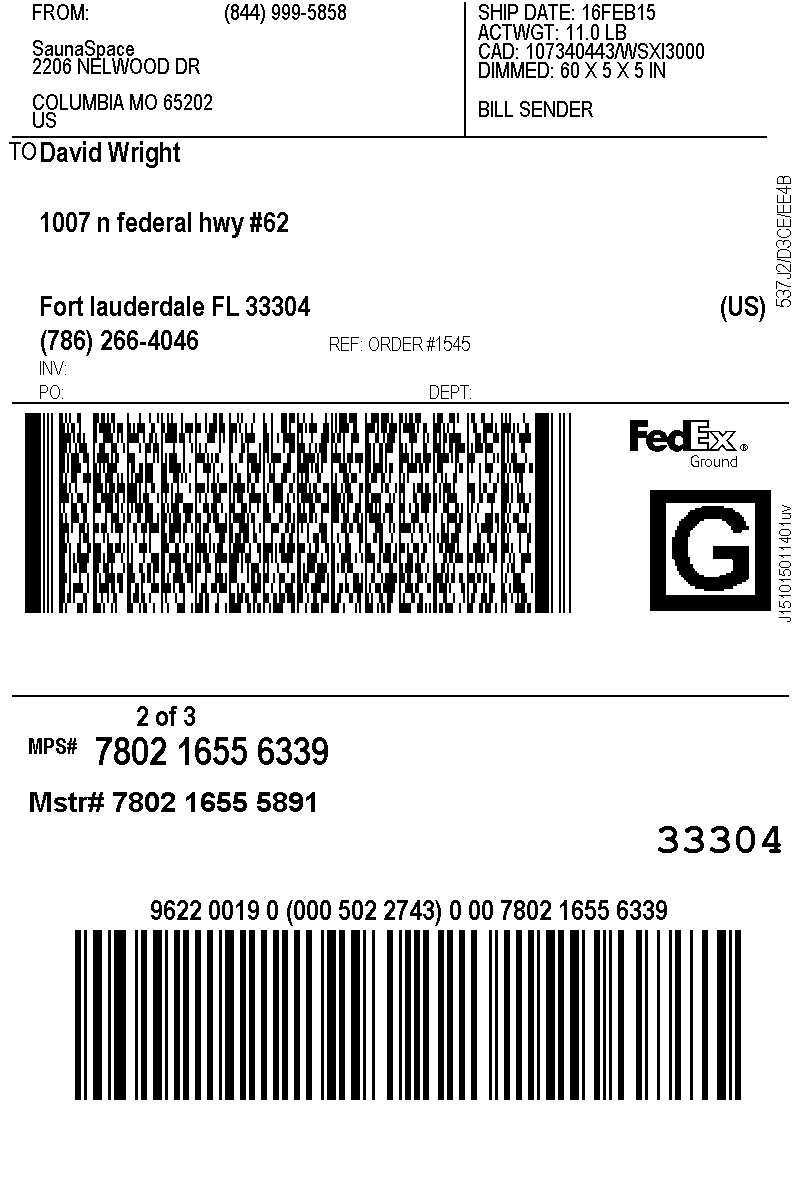 FROM: (844) 999-5858
SaunaSpace
2206 NELWOOD DR
COLUMBIA MO 65202
US
SHIP DATE: 16FEB15
ACTWGT: 11.0 LB
CAD: 107340443/WSXI3000
DIMMED: 60 X 5 X 5 IN
BILL SENDER
TO David Wright
1007 n federal hwy #62
Fort lauderdale FL 33304 (US)
(786) 266-4046 REF: ORDER #1545
INV:
PO: DEPT:
537J2/D3CE/EE4B
FedEx®
Ground
G
J151015011401uv
2 of 3
MPS# 7802 1655 6339
Mstr# 7802 1655 5891
33304
9622 0019 0 (000 502 2743) 0 00 7802 1655 6339